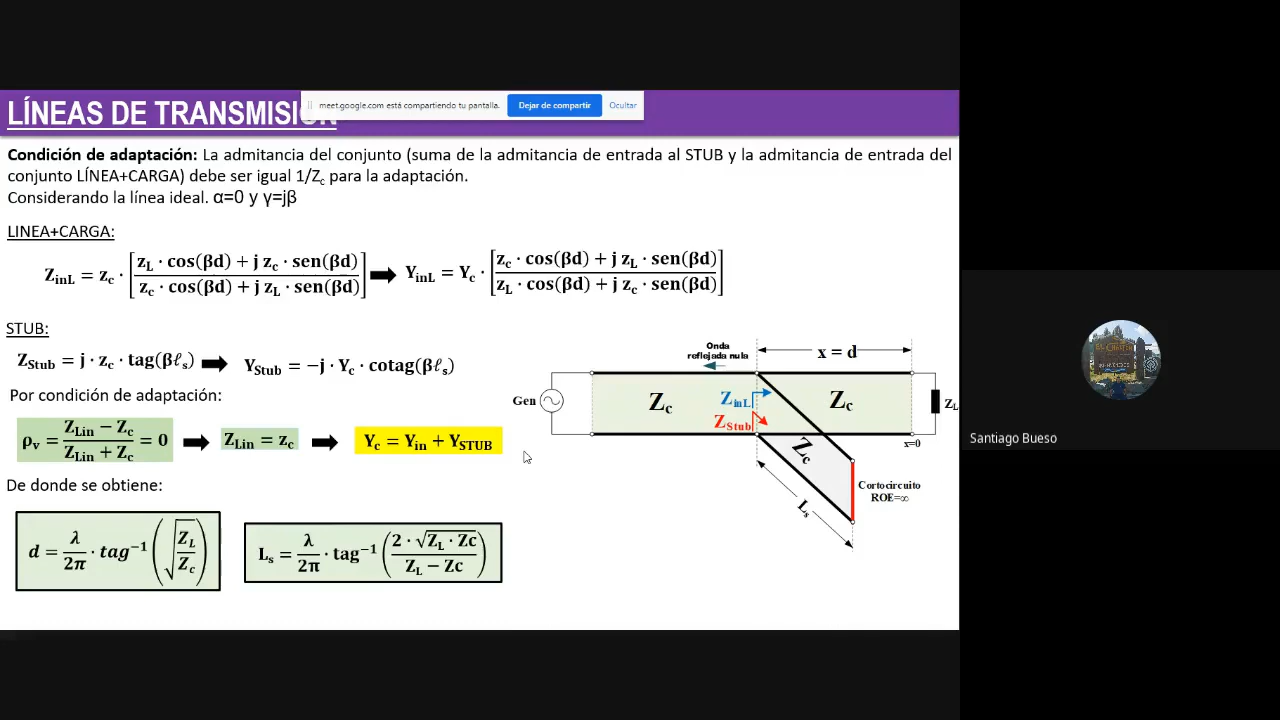 LÍNEAS DE TRANSMISIÓN
meet.google.com está compartiendo tu pantalla. Dejar de compartir Ocultar
Condición de adaptación: La admitancia del conjunto (suma de la admitancia de entrada al STUB y la admitancia de entrada del
conjunto LÍNEA+CARGA) debe ser igual 1/Zc para la adaptación.
Considerando la línea ideal. α=0 y γ=jβ
LINEA+CARGA:
ZinL = zc · [(zL · cos(βd) + j zc · sen(βd)) / (zc · cos(βd) + j zL · sen(βd))] YinL = Yc · [(zc · cos(βd) + j zL · sen(βd)) / (zL · cos(βd) + j zc · sen(βd))]
STUB:
ZStub = j · zc · tag(βℓs) YStub = −j · Yc · cotag(βℓs)
Por condición de adaptación:
ρv = (ZLin − Zc) / (ZLin + Zc) = 0 ZLin = zc Yc = Yin + YSTUB
De donde se obtiene:
d = λ/2π · tag⁻¹(√(ZL/Zc)) Ls = λ/2π · tag⁻¹((2 · √(ZL · Zc)) / (ZL − Zc))
Onda
reflejada nula
x = d
Gen
Zc
ZinL
Zc
ZStub
ZL
x=0
Zc
Cortocircuito
ROE=∞
Ls
Santiago Bueso